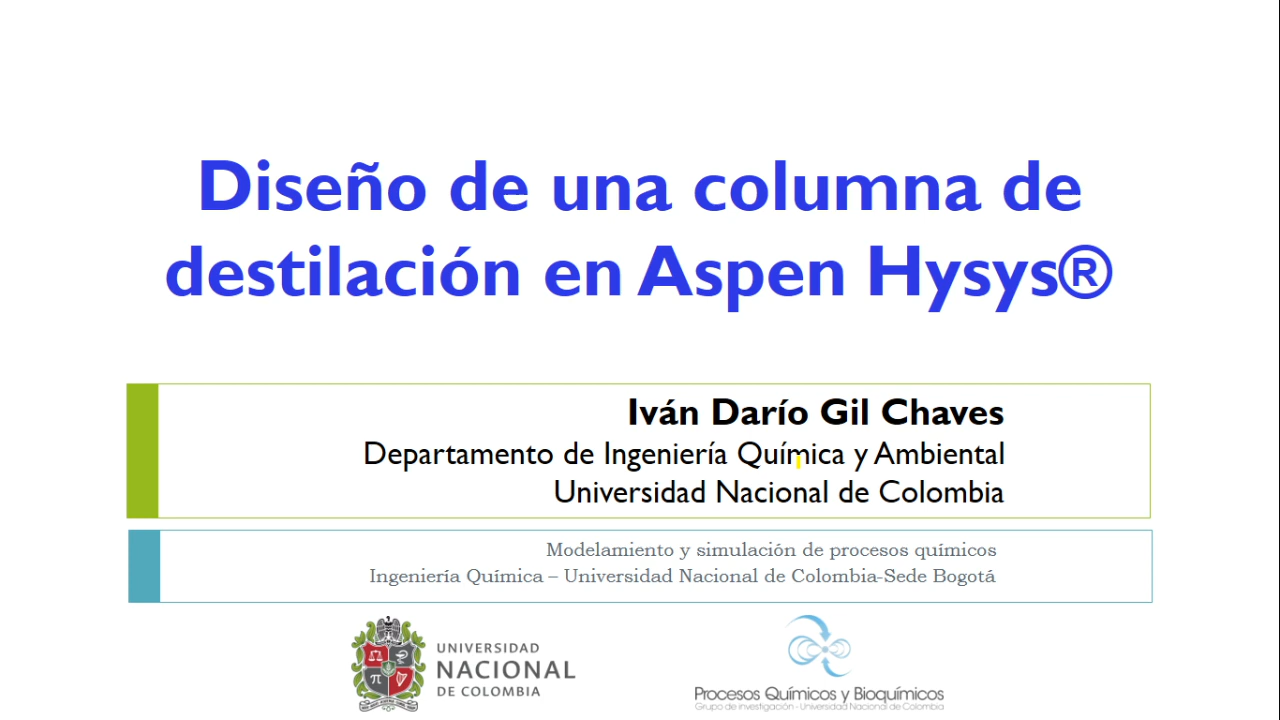 Diseño de una columna de
destilación en Aspen Hysys®
Iván Darío Gil Chaves
Departamento de Ingeniería Química y Ambiental
Universidad Nacional de Colombia
Modelamiento y simulación de procesos químicos
Ingeniería Química – Universidad Nacional de Colombia-Sede Bogotá
UNIVERSIDAD
NACIONAL
DE COLOMBIA
Procesos Químicos y Bioquímicos
Grupo de investigación - Universidad Nacional de Colombia